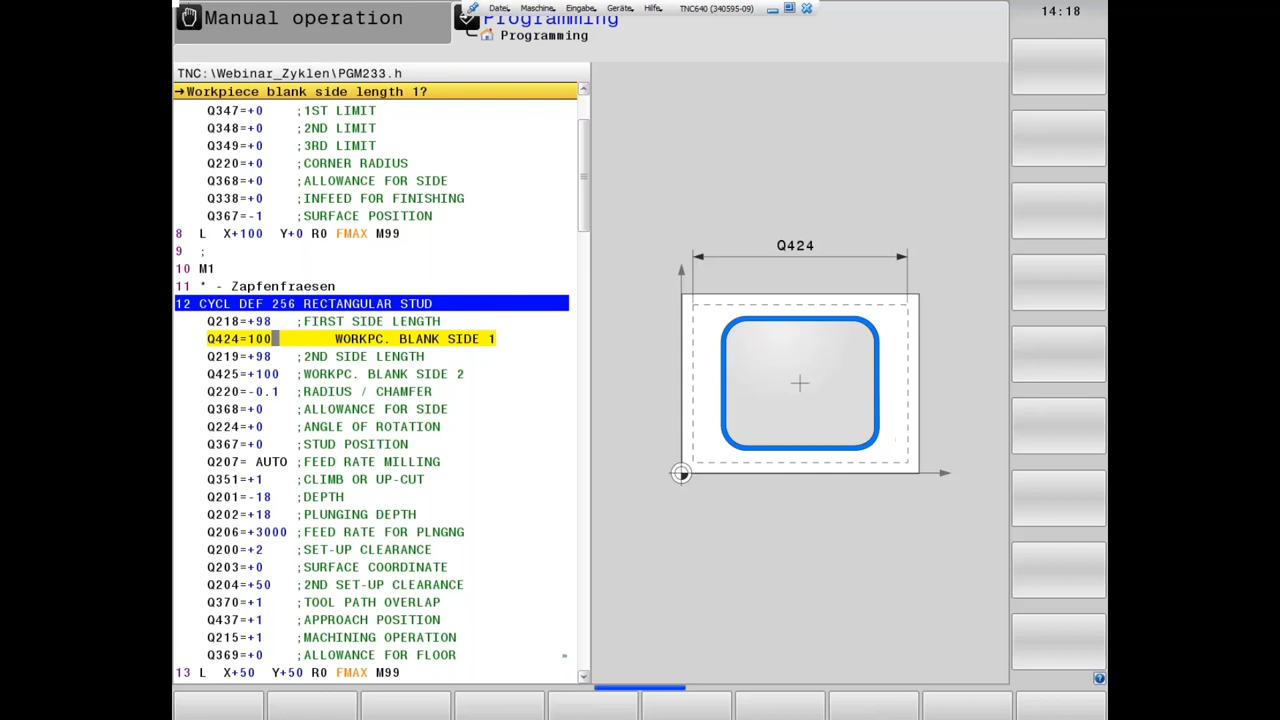 Manual operation
Datei Maschine Eingabe Geräte Hilfe TNC640 (340595-09)
14:18
Programming
Programming
TNC:\Webinar_Zyklen\PGM233.h
→Workpiece blank side length 1?
Q347=+0 ;1ST LIMIT
Q348=+0 ;2ND LIMIT
Q349=+0 ;3RD LIMIT
Q220=+0 ;CORNER RADIUS
Q368=+0 ;ALLOWANCE FOR SIDE
Q338=+0 ;INFEED FOR FINISHING
Q367=-1 ;SURFACE POSITION
8 L X+100 Y+0 R0 FMAX M99
9 ;
10 M1
11 * - Zapfenfraesen
12 CYCL DEF 256 RECTANGULAR STUD
Q218=+98 ;FIRST SIDE LENGTH
Q424=100 WORKPC. BLANK SIDE 1
Q219=+98 ;2ND SIDE LENGTH
Q425=+100 ;WORKPC. BLANK SIDE 2
Q220=-0.1 ;RADIUS / CHAMFER
Q368=+0 ;ALLOWANCE FOR SIDE
Q224=+0 ;ANGLE OF ROTATION
Q367=+0 ;STUD POSITION
Q207= AUTO ;FEED RATE MILLING
Q351=+1 ;CLIMB OR UP-CUT
Q201=-18 ;DEPTH
Q202=+18 ;PLUNGING DEPTH
Q206=+3000 ;FEED RATE FOR PLNGNG
Q200=+2 ;SET-UP CLEARANCE
Q203=+0 ;SURFACE COORDINATE
Q204=+50 ;2ND SET-UP CLEARANCE
Q370=+1 ;TOOL PATH OVERLAP
Q437=+1 ;APPROACH POSITION
Q215=+1 ;MACHINING OPERATION
Q369=+0 ;ALLOWANCE FOR FLOOR »
13 L X+50 Y+50 R0 FMAX M99
Q424